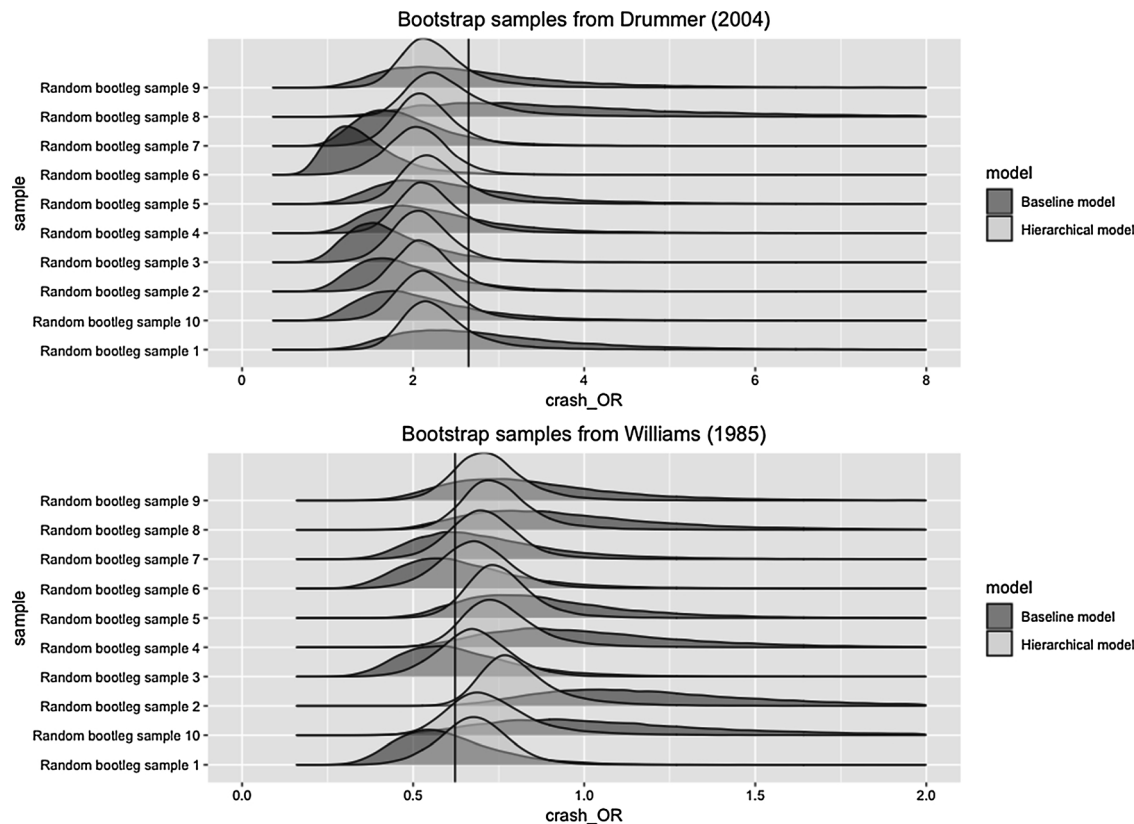 Bootstrap samples from Drummer (2004)
Random bootleg sample 9
Random bootleg sample 8
Random bootleg sample 7
Random bootleg sample 6
Random bootleg sample 5
Random bootleg sample 4
Random bootleg sample 3
Random bootleg sample 2
Random bootleg sample 10
Random bootleg sample 1
sample
0 2 4 6 8
crash_OR
model
Baseline model
Hierarchical model
Bootstrap samples from Williams (1985)
Random bootleg sample 9
Random bootleg sample 8
Random bootleg sample 7
Random bootleg sample 6
Random bootleg sample 5
Random bootleg sample 4
Random bootleg sample 3
Random bootleg sample 2
Random bootleg sample 10
Random bootleg sample 1
sample
0.0 0.5 1.0 1.5 2.0
crash_OR
model
Baseline model
Hierarchical model